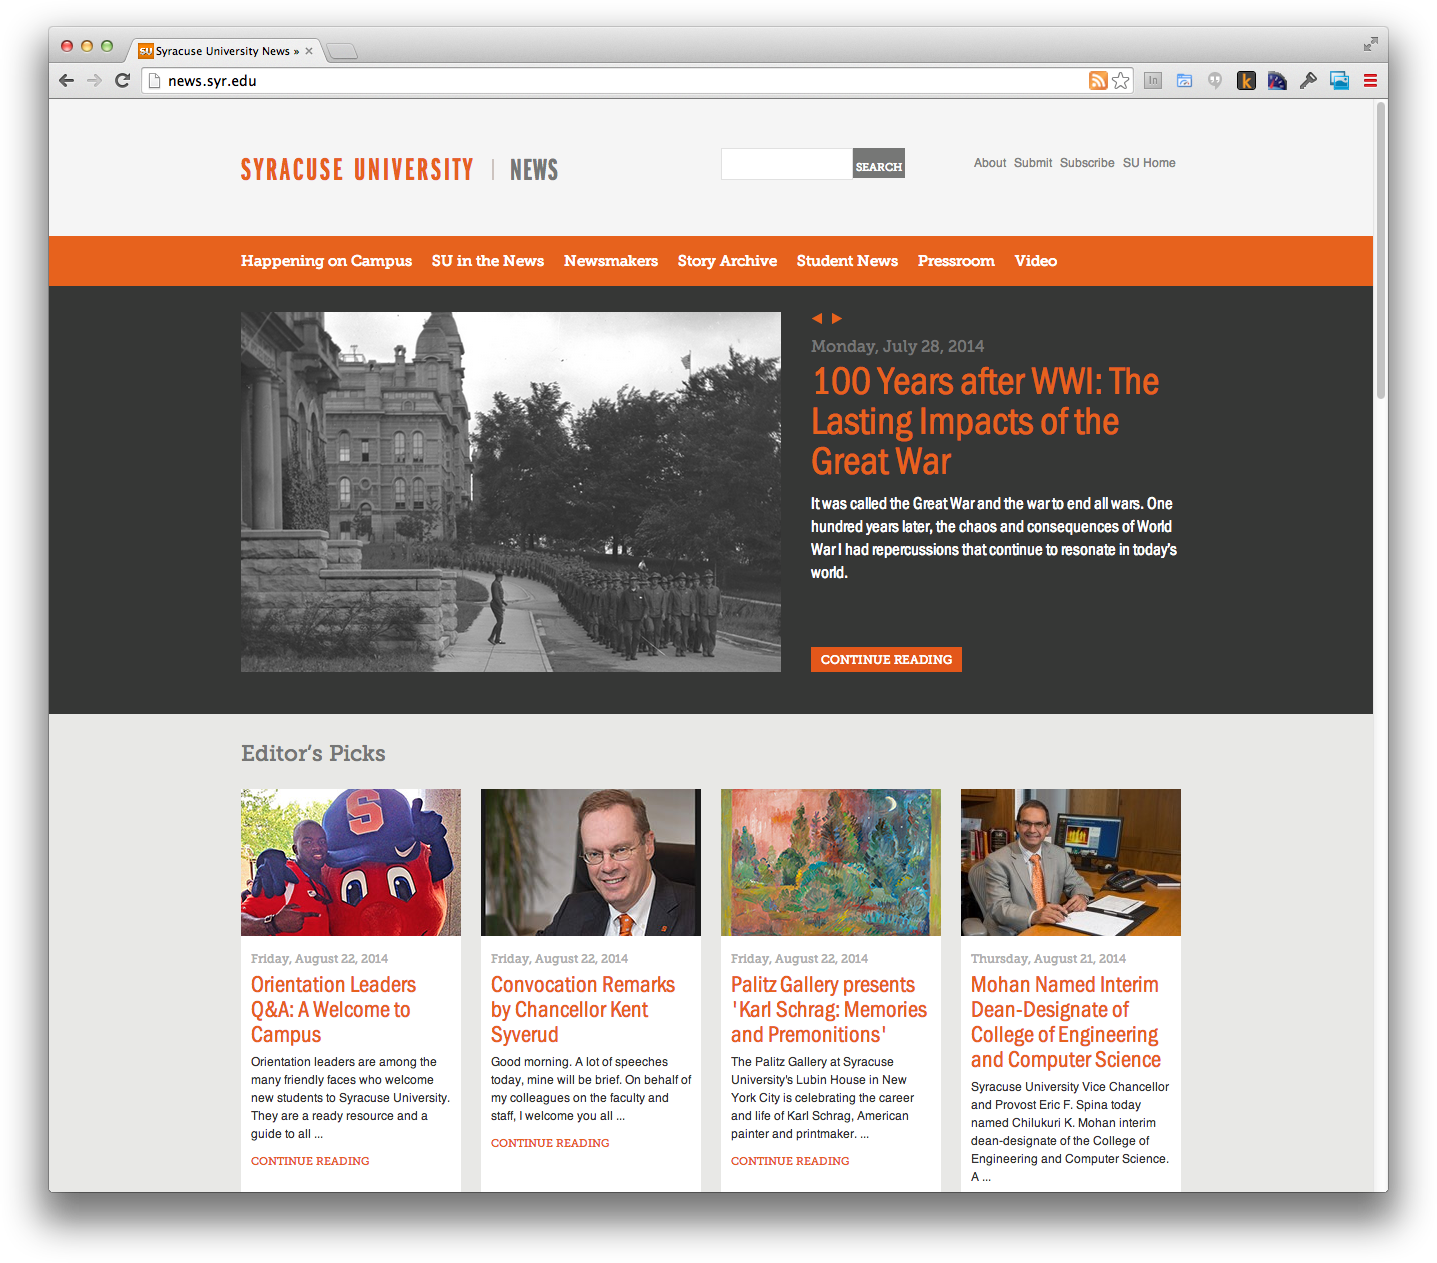 SU Syracuse University News »
news.syr.edu
SYRACUSE UNIVERSITY | NEWS
SEARCH
About Submit Subscribe SU Home
Happening on Campus SU in the News Newsmakers Story Archive Student News Pressroom Video
Monday, July 28, 2014
100 Years after WWI: The
Lasting Impacts of the
Great War
It was called the Great War and the war to end all wars. One
hundred years later, the chaos and consequences of World
War I had repercussions that continue to resonate in today's
world.
CONTINUE READING
Editor's Picks
S
Friday, August 22, 2014
Orientation Leaders
Q&A: A Welcome to
Campus
Orientation leaders are among the
many friendly faces who welcome
new students to Syracuse University.
They are a ready resource and a
guide to all ...
CONTINUE READING
Friday, August 22, 2014
Convocation Remarks
by Chancellor Kent
Syverud
Good morning. A lot of speeches
today, mine will be brief. On behalf of
my colleagues on the faculty and
staff, I welcome you all ...
CONTINUE READING
Friday, August 22, 2014
Palitz Gallery presents
'Karl Schrag: Memories
and Premonitions'
The Palitz Gallery at Syracuse
University's Lubin House in New
York City is celebrating the career
and life of Karl Schrag, American
painter and printmaker. ...
CONTINUE READING
Thursday, August 21, 2014
Mohan Named Interim
Dean-Designate of
College of Engineering
and Computer Science
Syracuse University Vice Chancellor
and Provost Eric F. Spina today
named Chilukuri K. Mohan interim
dean-designate of the College of
Engineering and Computer Science.
A ...